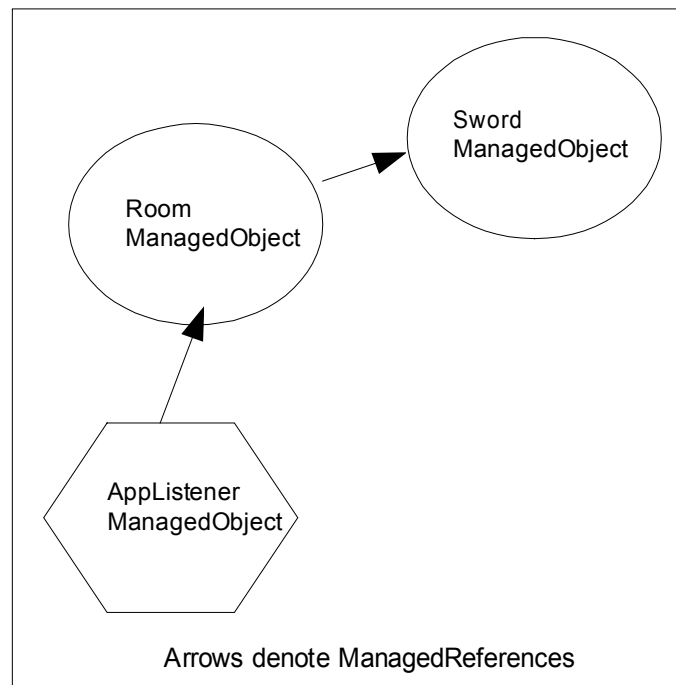 Sword
ManagedObject
Room
ManagedObject
AppListener
ManagedObject
Arrows denote ManagedReferences